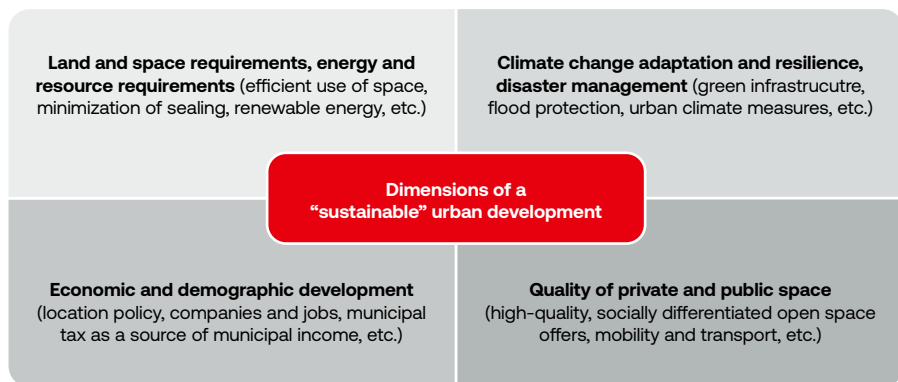 Land and space requirements, energy and
resource requirements (efficient use of space,
minimization of sealing, renewable energy, etc.)
Climate change adaptation and resilience,
disaster management (green infrastrucutre,
flood protection, urban climate measures, etc.)
Dimensions of a
“sustainable” urban development
Economic and demographic development
(location policy, companies and jobs, municipal
tax as a source of municipal income, etc.)
Quality of private and public space
(high-quality, socially differentiated open space
offers, mobility and transport, etc.)